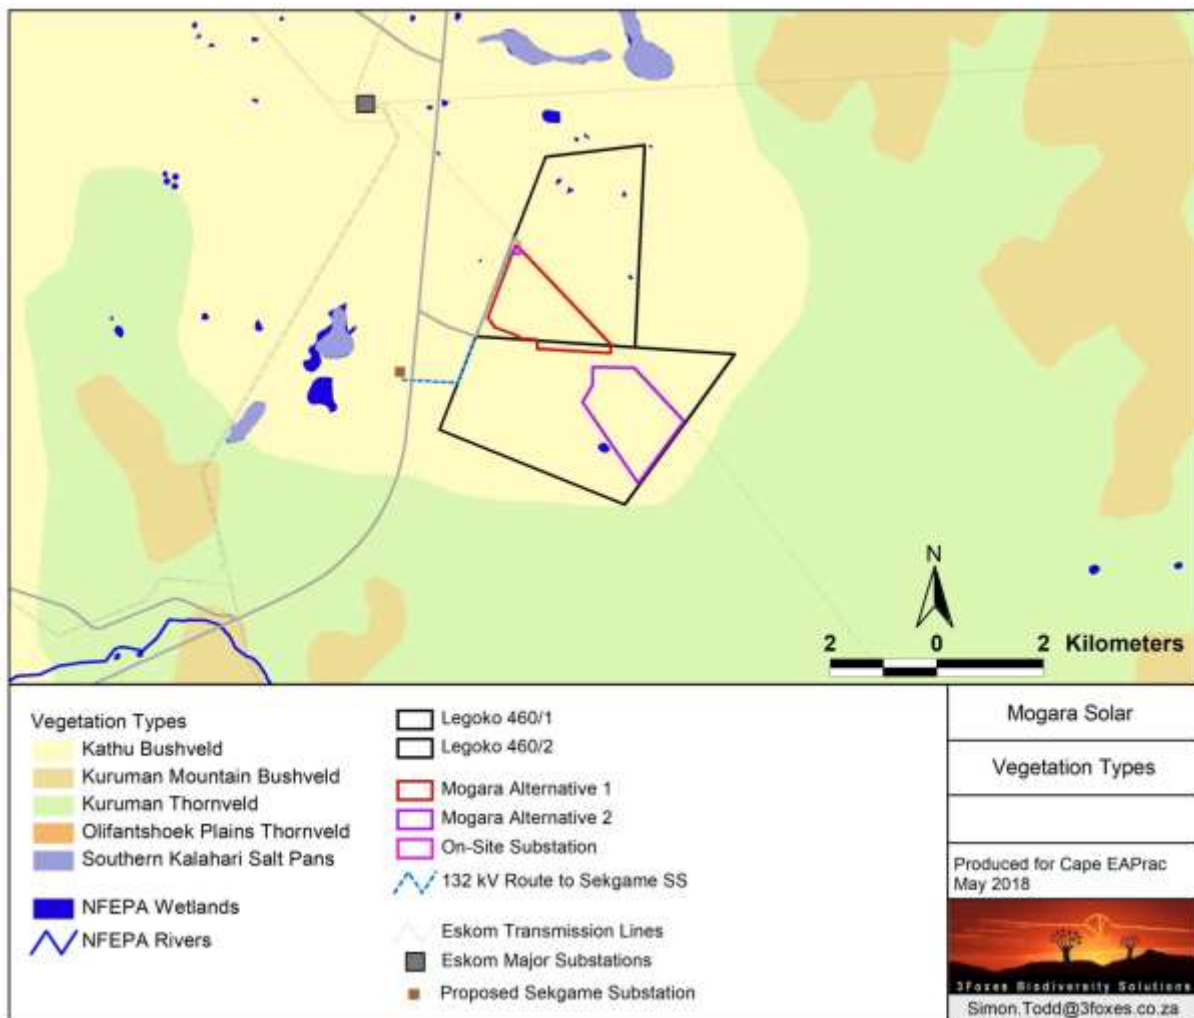 N
2 0 2 Kilometers
Vegetation Types
Kathu Bushveld
Kuruman Mountain Bushveld
Kuruman Thornveld
Olifantshoek Plains Thornveld
Southern Kalahari Salt Pans
NFEPA Wetlands
NFEPA Rivers
Legoko 460/1
Legoko 460/2
Mogara Alternative 1
Mogara Alternative 2
On-Site Substation
132 kV Route to Sekgame SS
Eskom Transmission Lines
Eskom Major Substations
Proposed Sekgame Substation
Mogara Solar
Vegetation Types
Produced for Cape EAPrac
May 2018
3Foxes Biodiversity Solutions
Simon.Todd@3foxes.co.za